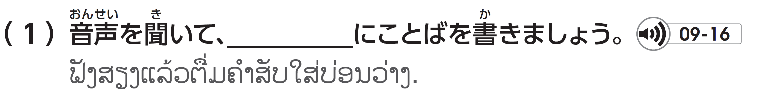 (1) 音声を聞いて、＿＿＿＿＿＿にことばを書きましょう。 09-16
ຟັງສຽງແລ້ວຕື່ມຄຳສັບໃສ່ບ່ອນວ່າງ.